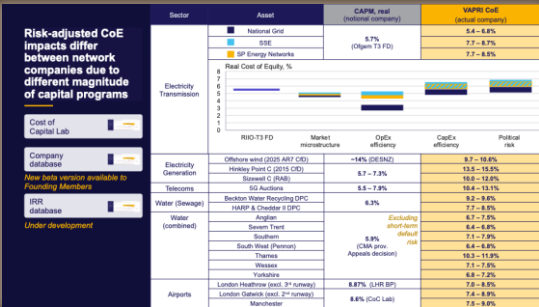 Risk-adjusted CoE
impacts differ
between network
companies due to
different magnitude
of capital programs
Cost of
Capital Lab
Company
database
New beta version available to
Founding Members
IRR
database
Under development
Sector Asset CAPM, real VAPRI CoE
(notional company) (actual company)
Electricity
Transmission
National Grid 5.4 – 6.8%
SSE 7.7 – 8.7%
SP Energy Networks 7.7 – 8.5%
5.7%
(Ofgem T3 FD)
Real Cost of Equity, %
8
7
6
5
4
3
2
1
0
RIIO-T3 FD Market OpEx CapEx Political
microstructure efficiency efficiency risk
Electricity
Generation
Offshore wind (2025 AR7 CfD) ~14% (DESNZ) 9.7 – 10.6%
Hinkley Point C (2015 CfD) 13.5 – 15.5%
Sizewell C (RAB) 10.0 – 12.0%
5.7 – 7.3%
Telecoms 5G Auctions 5.5 – 7.9% 10.4 – 13.1%
Water (Sewage) Beckton Water Recycling DPC 9.2 – 9.6%
HARP & Cheddar II DPC 7.7 – 8.5%
6.3%
Water
(combined)
Anglian 6.7 – 7.5%
Severn Trent 6.4 – 6.8%
Southern 7.1 – 7.9%
South West (Pennon) 6.4 – 6.8%
Thames 10.3 – 11.9%
Wessex 7.1 – 7.5%
Yorkshire 6.8 – 7.2%
Excluding
short-term
default
risk
5.9%
(CMA prov.
Appeals decision)
Airports
London Heathrow (excl. 3rd runway) 8.87% (LHR BP) 7.0 – 8.5%
London Gatwick (excl. 2nd runway) 7.4 – 8.9%
Manchester 7.5 – 9.0%
8.6% (CoC Lab)